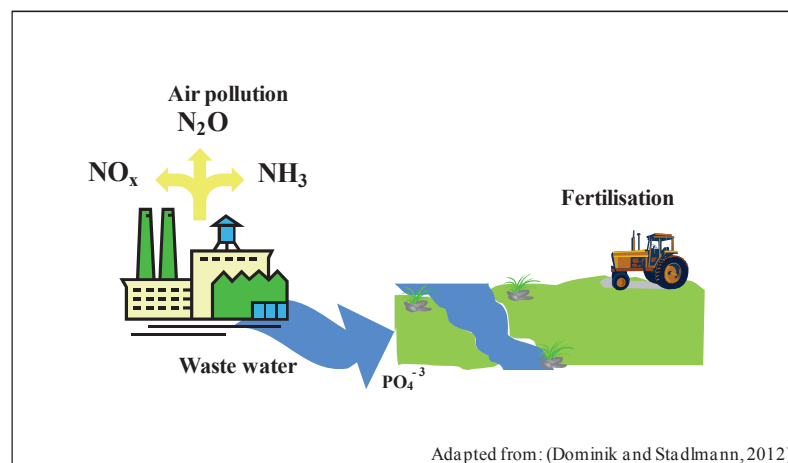 Air pollution
N₂O
NOₓ
NH₃
Fertilisation
Waste water
PO₄⁻³
Adapted from: (Dominik and Stadlmann, 2012)